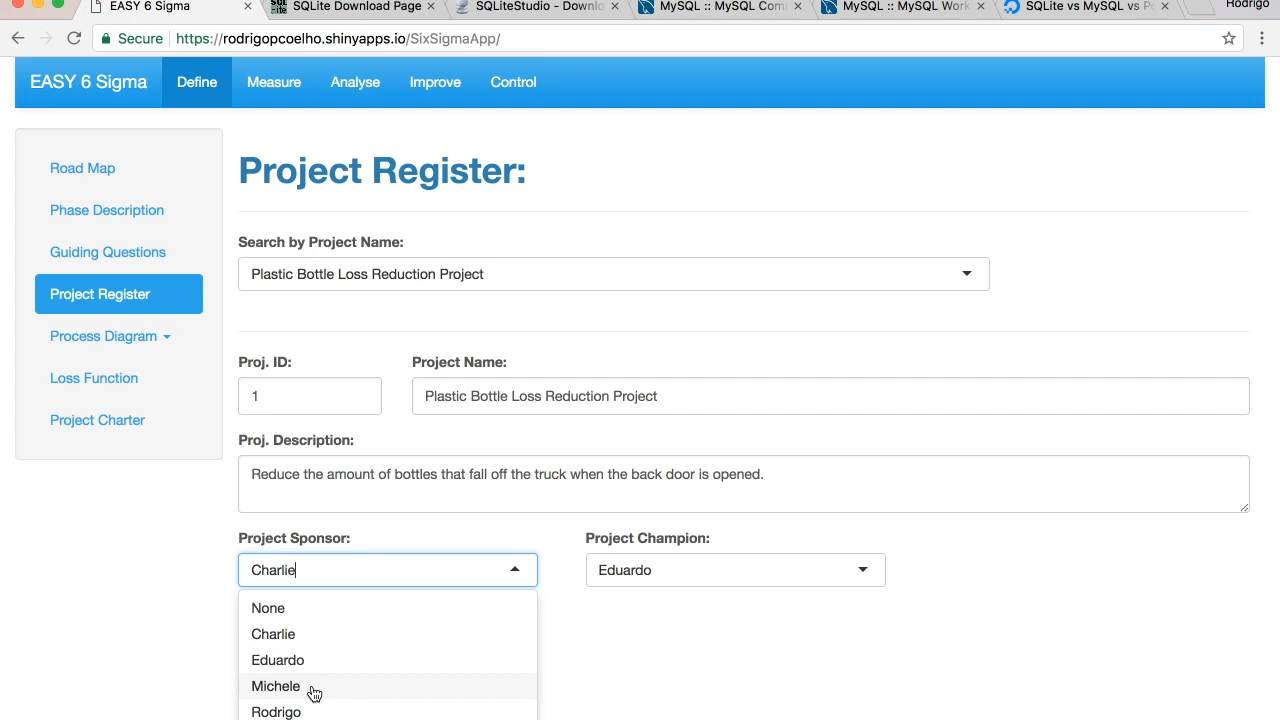 EASY 6 Sigma
SQLite Download Page
SQLiteStudio - Downlo
MySQL :: MySQL Com
MySQL :: MySQL Work
SQLite vs MySQL vs Po
Rodrigo
Secure
https://rodrigopcoelho.shinyapps.io/SixSigmaApp/
EASY 6 Sigma
Define
Measure
Analyse
Improve
Control
Road Map
Phase Description
Guiding Questions
Project Register
Process Diagram
Loss Function
Project Charter
Project Register:
Search by Project Name:
Plastic Bottle Loss Reduction Project
Proj. ID:
Project Name:
1
Plastic Bottle Loss Reduction Project
Proj. Description:
Reduce the amount of bottles that fall off the truck when the back door is opened.
Project Sponsor:
Project Champion:
Charlie
Eduardo
None
Charlie
Eduardo
Michele
Rodrigo